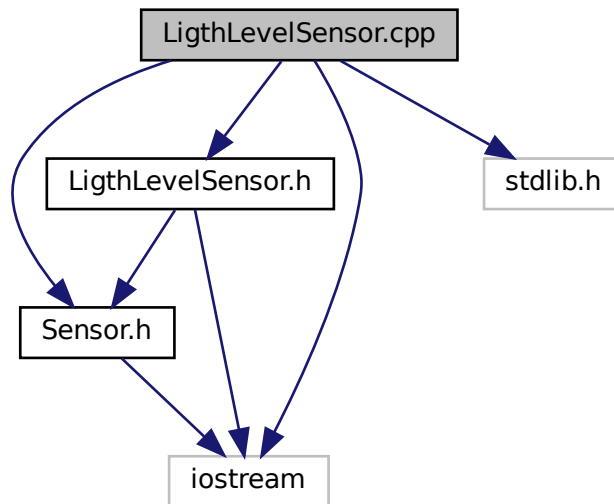 LigthLevelSensor.cpp
LigthLevelSensor.h
stdlib.h
Sensor.h
iostream